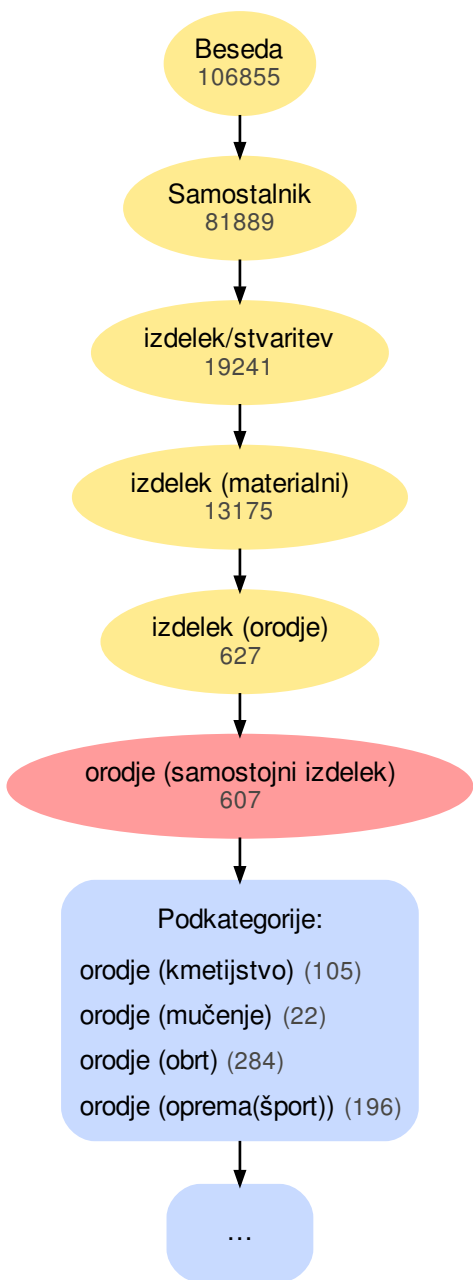 Beseda
106855
Samostalnik
81889
izdelek/stvaritev
19241
izdelek (materialni)
13175
izdelek (orodje)
627
orodje (samostojni izdelek)
607
Podkategorije:
orodje (kmetijstvo) (105)
orodje (mučenje) (22)
orodje (obrt) (284)
orodje (oprema(šport)) (196)
...